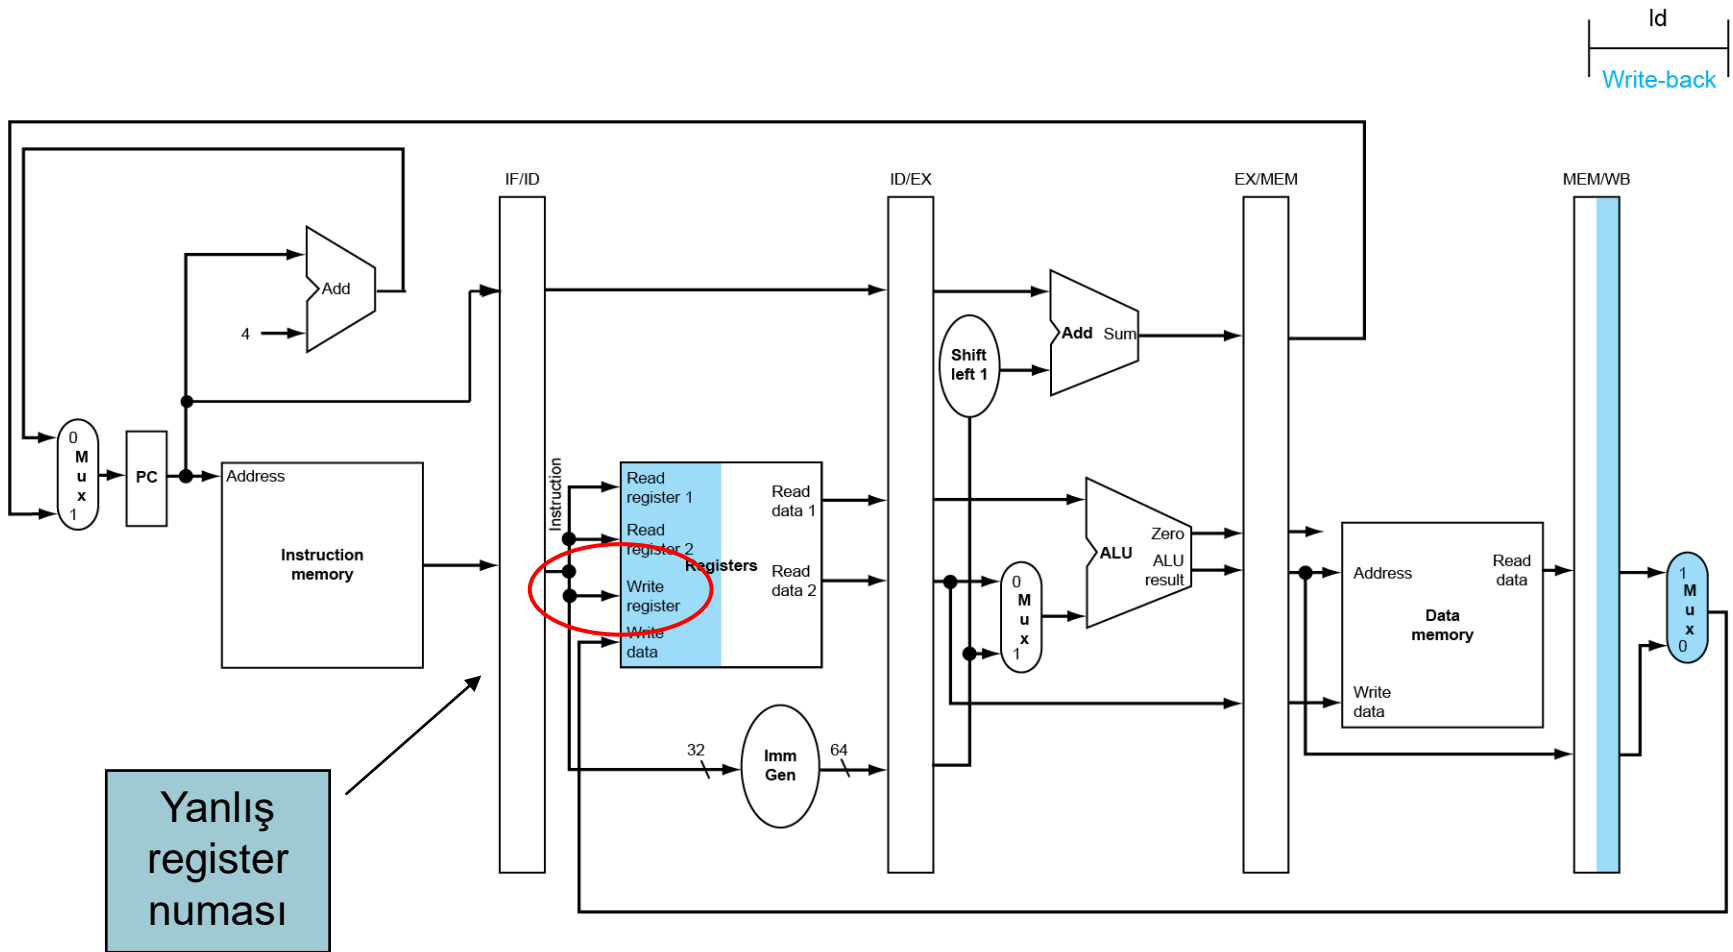 ld
Write-back
IF/ID
ID/EX
EX/MEM
MEM/WB
Add
4
Add Sum
Shift
left 1
0
M
u
x
1
PC
Address
Instruction
memory
Instruction
Read
register 1
Read
register 2
Registers
Write
register
Write
data
Read
data 1
Read
data 2
0
M
u
x
1
Zero
ALU
ALU
result
Address
Read
data
Data
memory
Write
data
1
M
u
x
0
32
Imm
Gen
64
Yanlış
register
numası